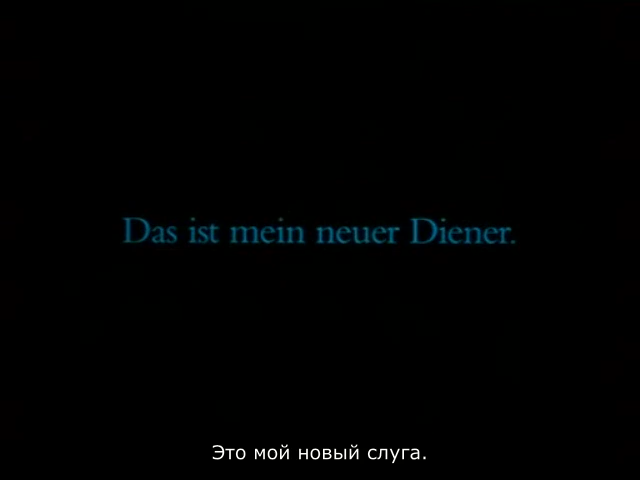 Das ist mein neuer Diener.
Это мой новый слуга.